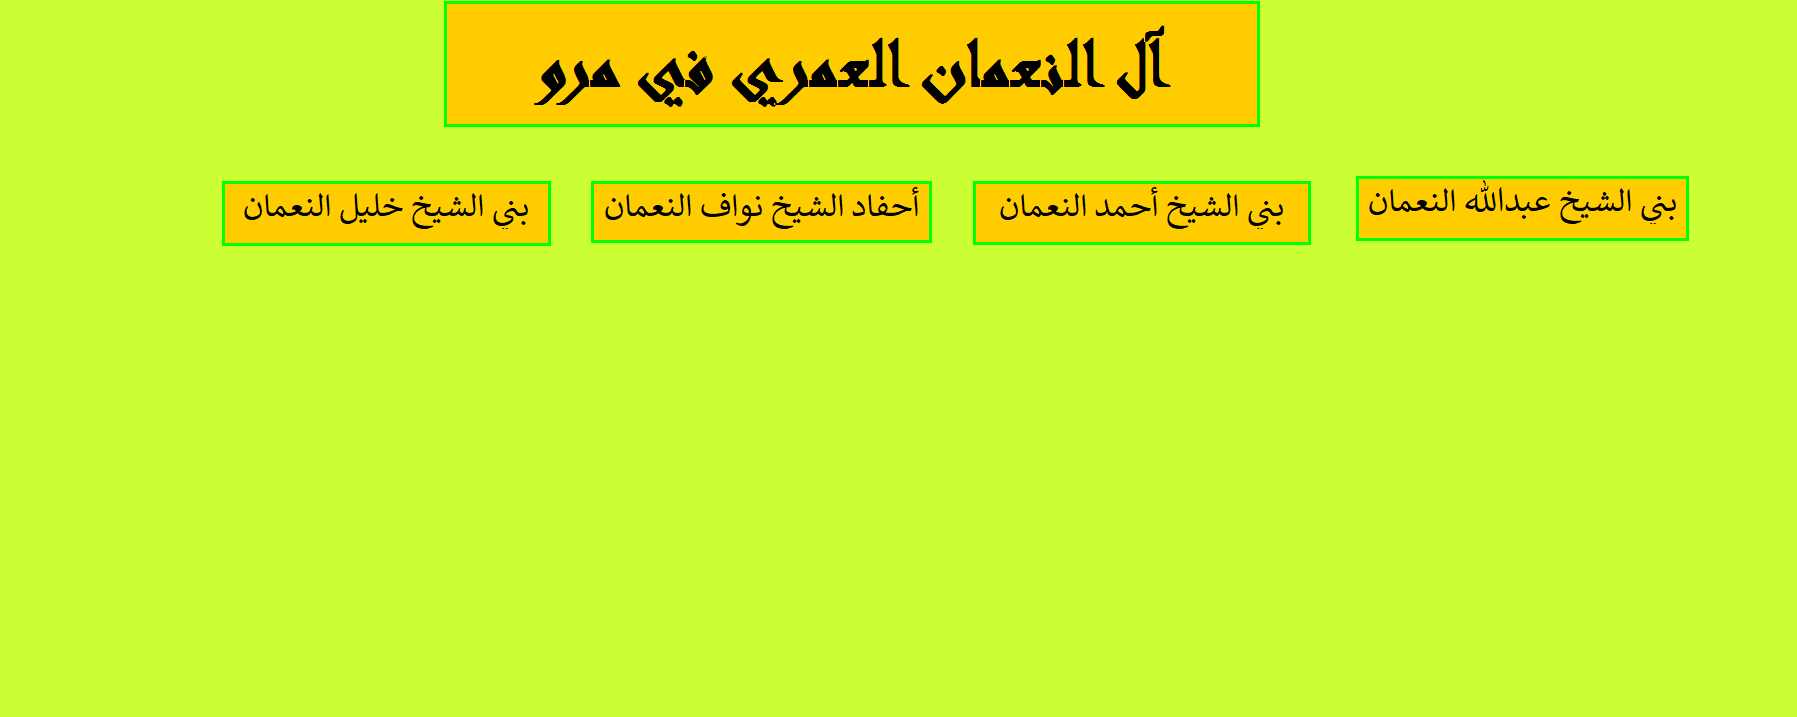 آل النعمان العمري في مرو
بني الشيخ عبدالله النعمان
بني الشيخ أحمد النعمان
أحفاد الشيخ نواف النعمان
بني الشيخ خليل النعمان